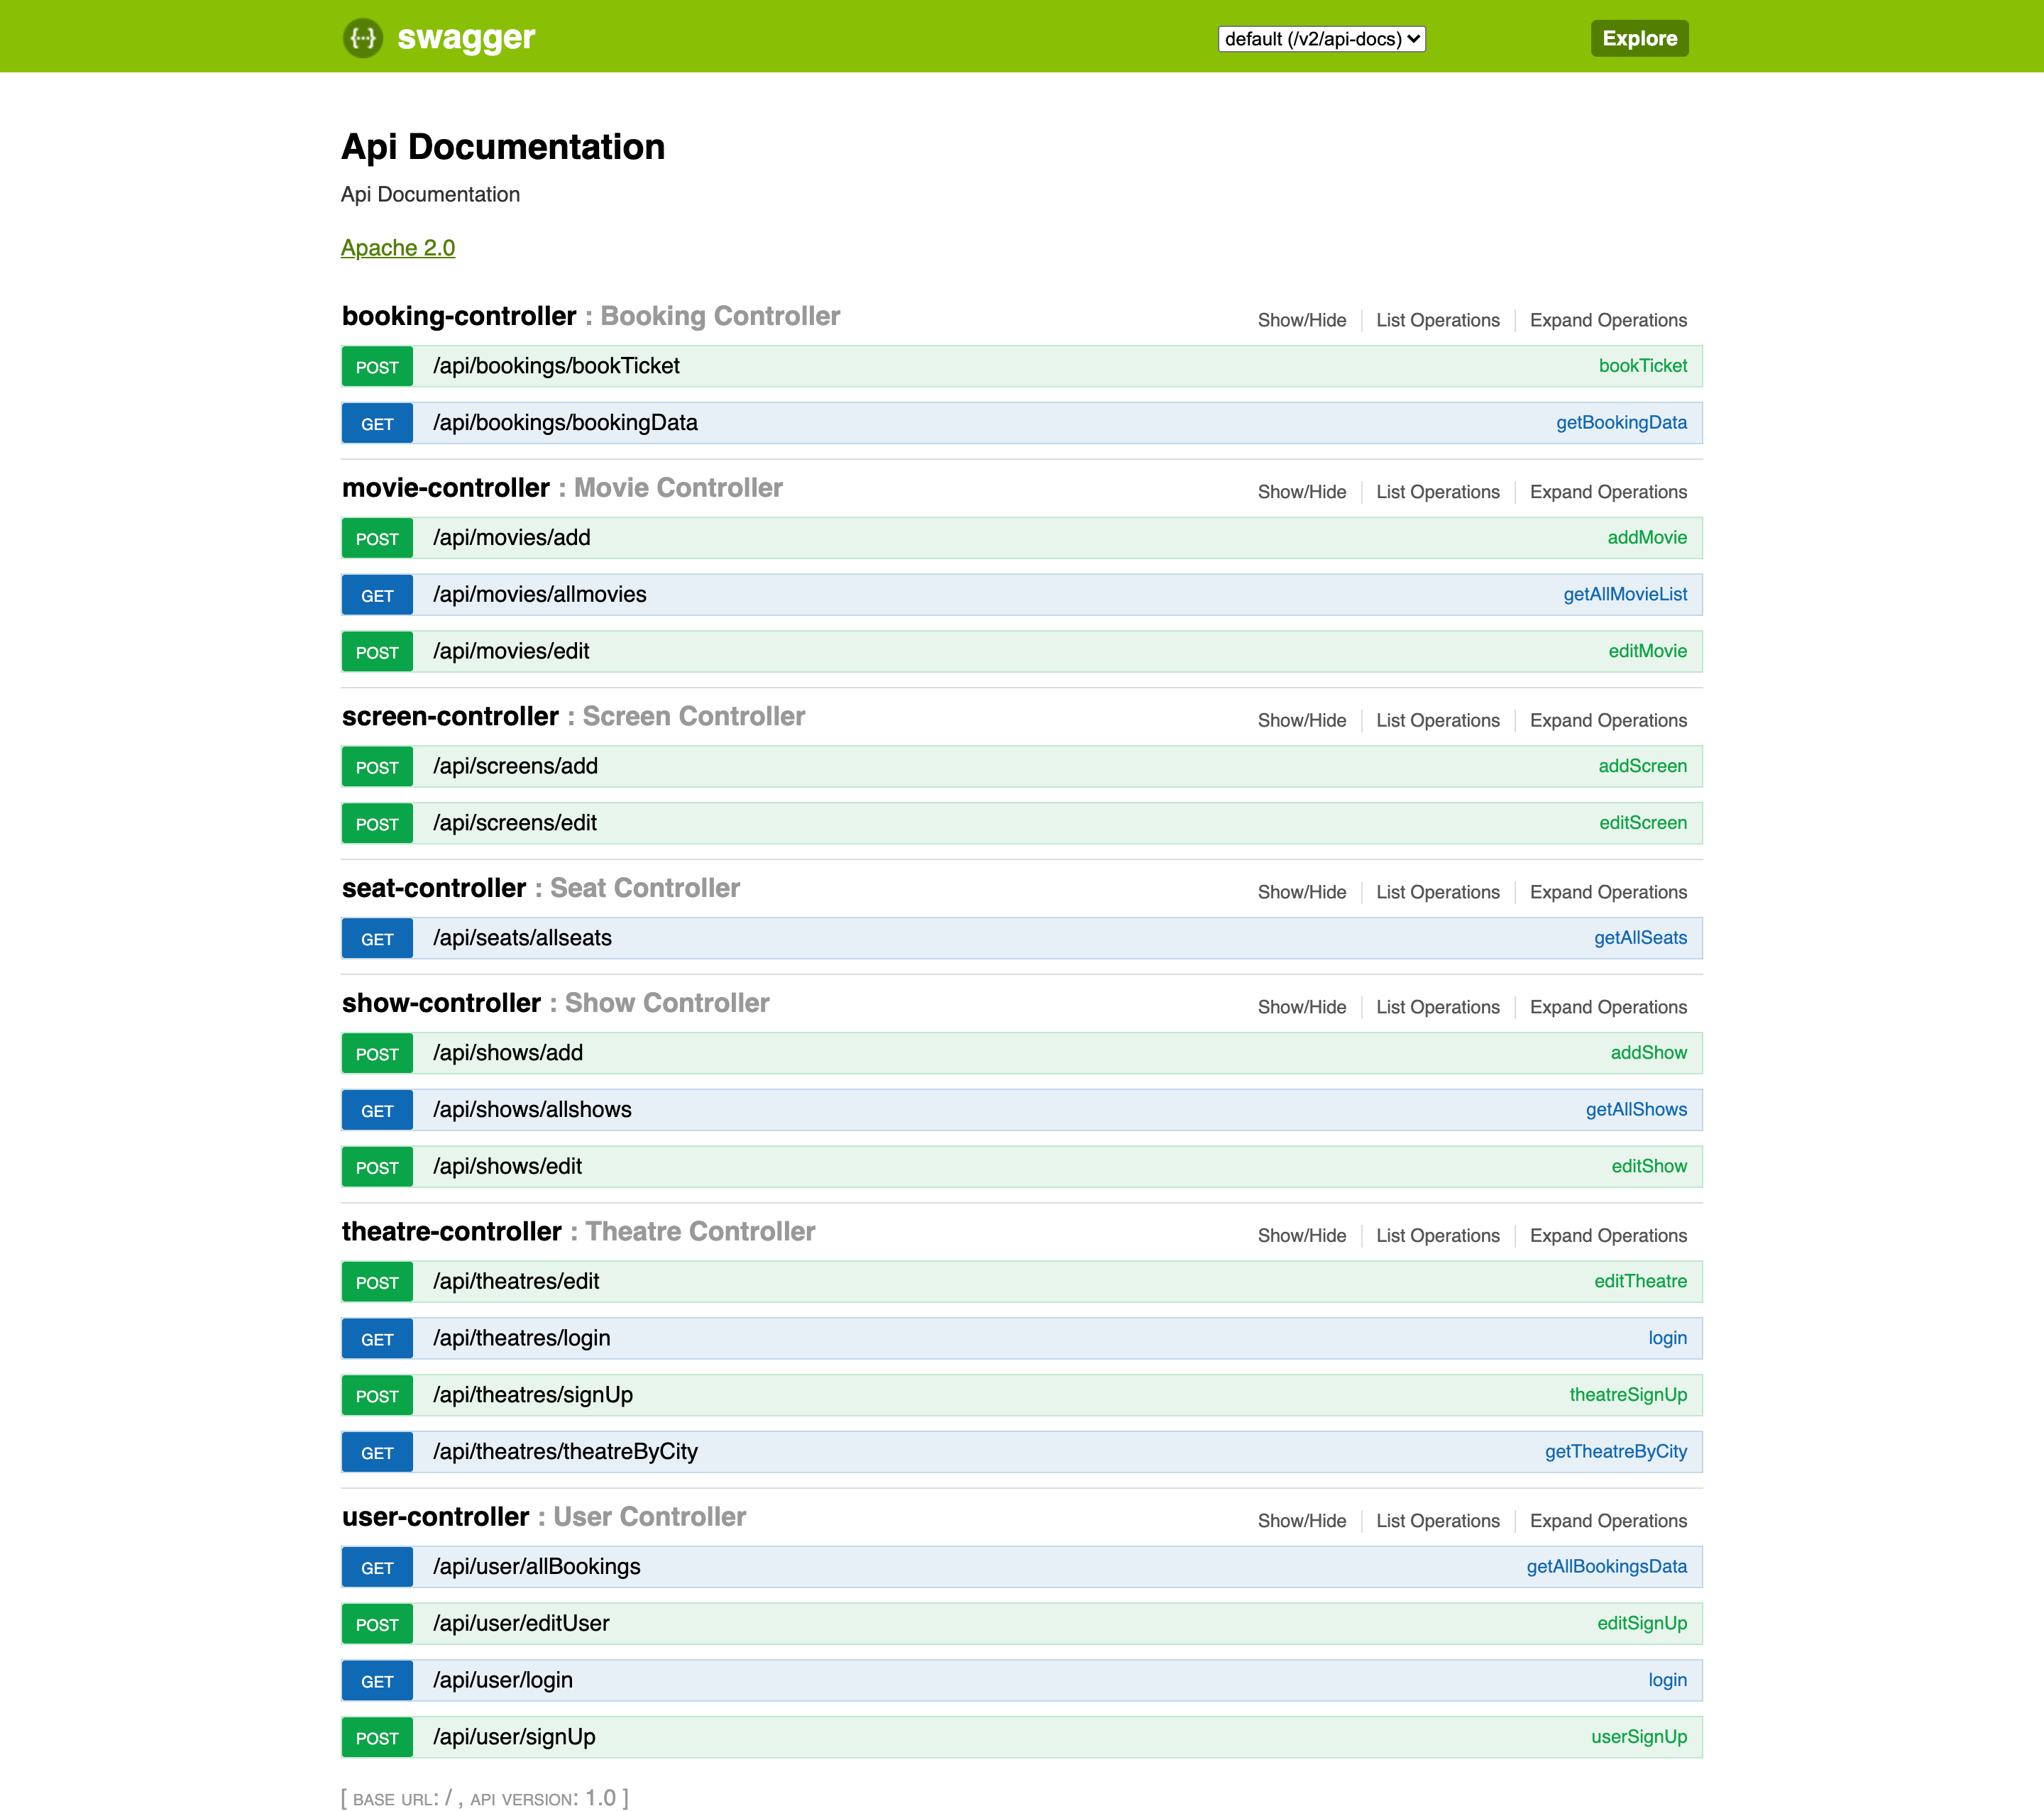 {···} swagger default (/v2/api-docs) Explore
Api Documentation
Api Documentation
Apache 2.0
booking-controller : Booking Controller Show/Hide List Operations Expand Operations
POST /api/bookings/bookTicket bookTicket
GET /api/bookings/bookingData getBookingData
movie-controller : Movie Controller Show/Hide List Operations Expand Operations
POST /api/movies/add addMovie
GET /api/movies/allmovies getAllMovieList
POST /api/movies/edit editMovie
screen-controller : Screen Controller Show/Hide List Operations Expand Operations
POST /api/screens/add addScreen
POST /api/screens/edit editScreen
seat-controller : Seat Controller Show/Hide List Operations Expand Operations
GET /api/seats/allseats getAllSeats
show-controller : Show Controller Show/Hide List Operations Expand Operations
POST /api/shows/add addShow
GET /api/shows/allshows getAllShows
POST /api/shows/edit editShow
theatre-controller : Theatre Controller Show/Hide List Operations Expand Operations
POST /api/theatres/edit editTheatre
GET /api/theatres/login login
POST /api/theatres/signUp theatreSignUp
GET /api/theatres/theatreByCity getTheatreByCity
user-controller : User Controller Show/Hide List Operations Expand Operations
GET /api/user/allBookings getAllBookingsData
POST /api/user/editUser editSignUp
GET /api/user/login login
POST /api/user/signUp userSignUp
[ BASE URL: / , API VERSION: 1.0 ]